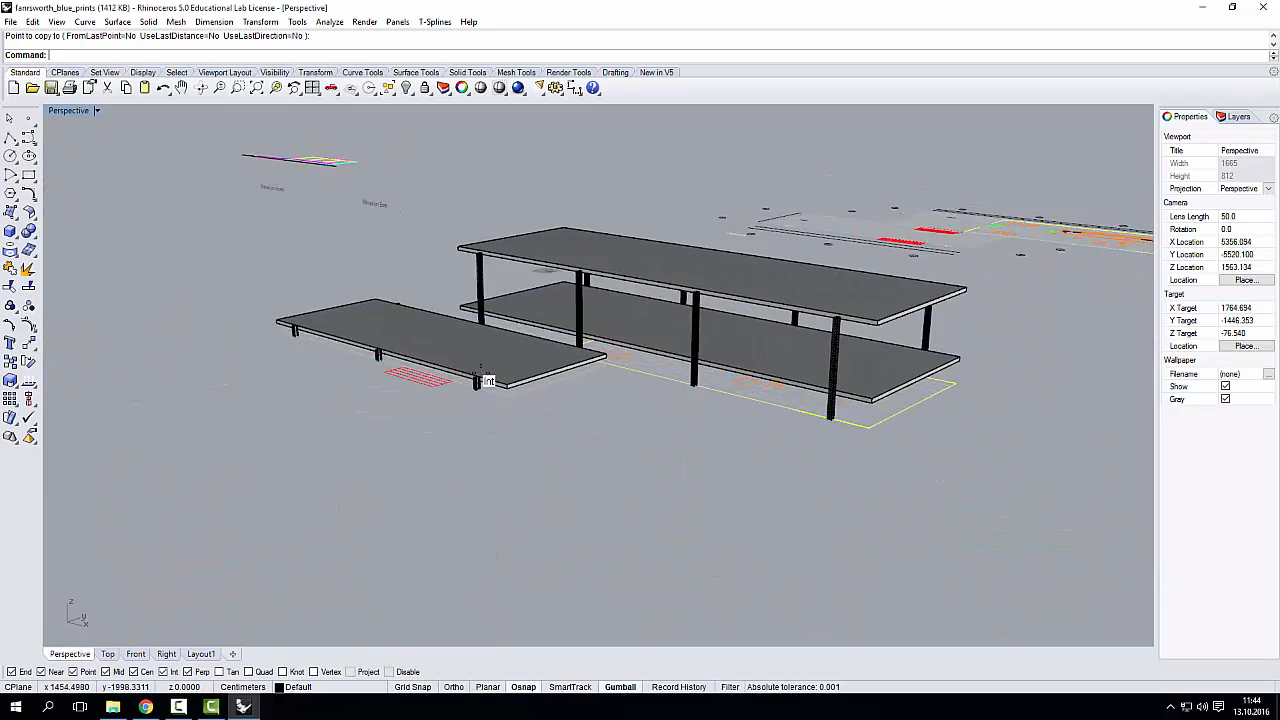 farrsworth_blue_prints (1412 KB) - Rhinoceros 5.0 Educational Lab License - [Perspective]
File Edit View Curve Surface Solid Mesh Dimension Transform Tools Analyze Render Panels T-Splines Help
Point to copy to ( FromLastPoint=No UseLastDistance=No UseLastDirection=No ):
Command:
Standard CPlanes Set View Display Select Viewport Layout Visibility Transform Curve Tools Surface Tools Solid Tools Mesh Tools Render Tools Drafting New in V5
Perspective
Properties Layers
Viewport
Title Perspective
Width 1665
Height 812
Projection Perspective
Camera
Lens Length 50.0
Rotation 0.0
X Location 5356.094
Y Location -5520.100
Z Location 1563.134
Location Place...
Target
X Target 1764.694
Y Target -1446.353
Z Target -76.540
Location Place...
Wallpaper
Filename (none) ...
Show
Gray
Elevation East
Int
z
y
x
Perspective Top Front Right Layout1
End Near Point Mid Cen Int Perp Tan Quad Knot Vertex Project Disable
CPlane x 1454.4980 y -1998.3311 z 0.0000 Centimeters Default Grid Snap Ortho Planar Osnap SmartTrack Gumball Record History Filter Absolute tolerance: 0.001
11:44
13.10.2016